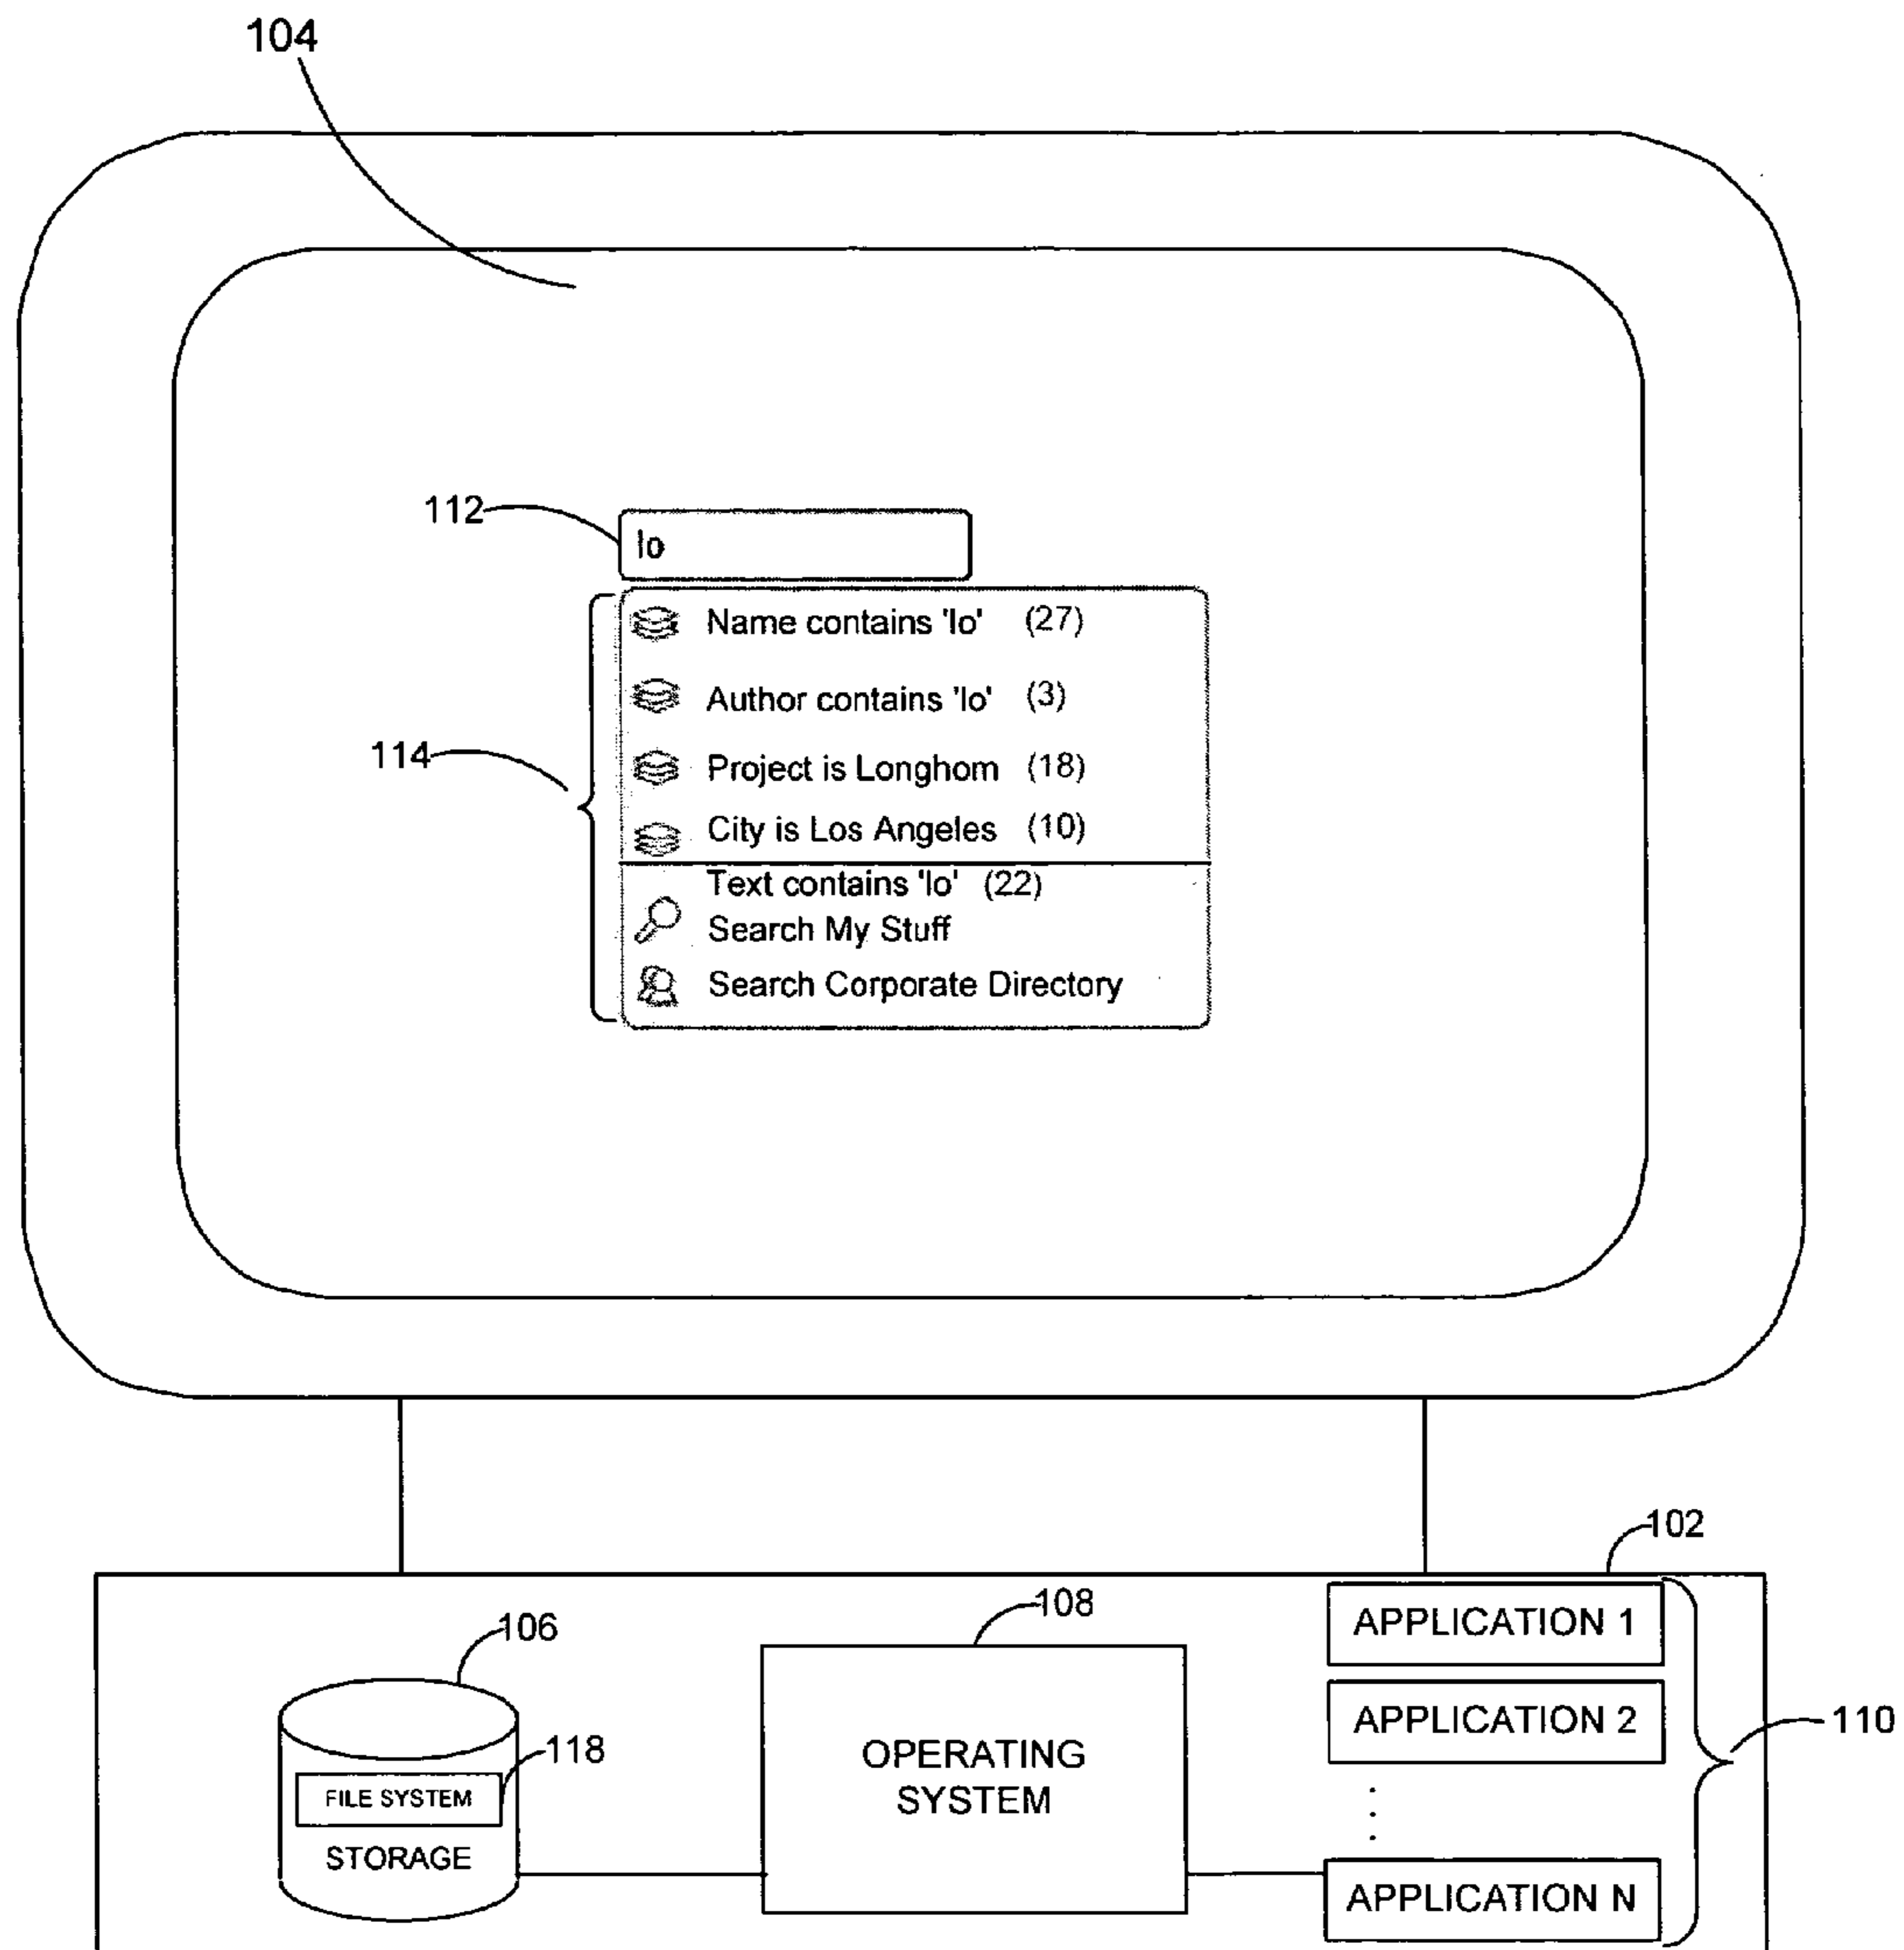 104
112
lo
Name contains 'lo' (27)
Author contains 'lo' (3)
114
Project is Longhom (18)
City is Los Angeles (10)
Text contains 'lo' (22)
Search My Stuff
Search Corporate Directory
102
108
106
APPLICATION 1
APPLICATION 2
110
118
OPERATING
SYSTEM
FILE SYSTEM
STORAGE
APPLICATION N